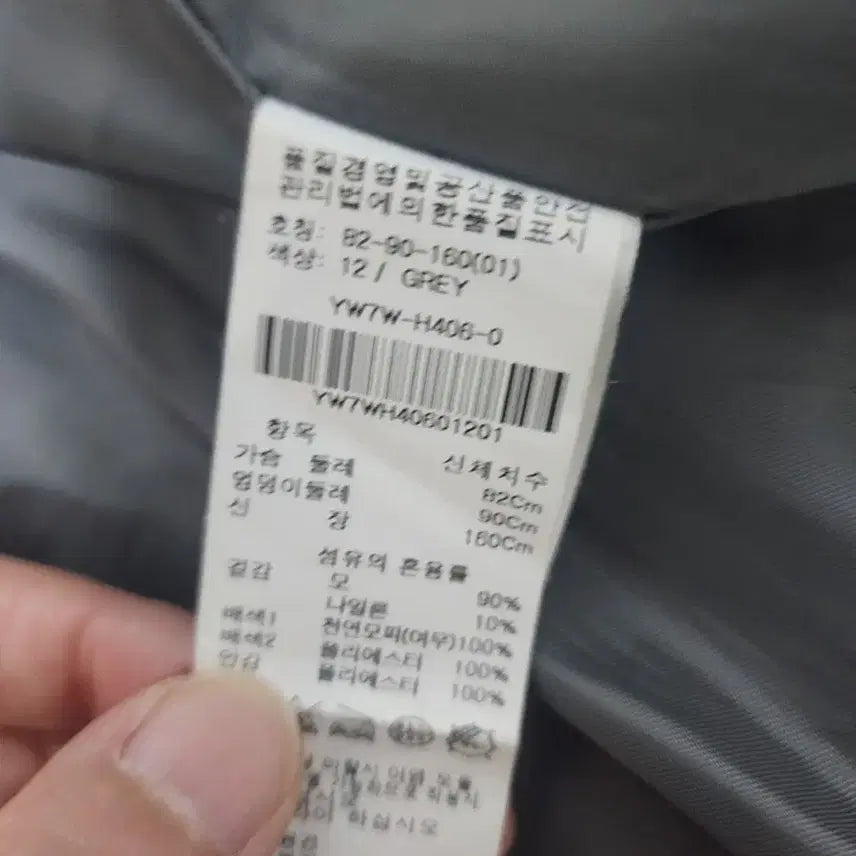 품질경영및공산품안전
관리법에의한품질표시
호칭: 82-90-160(01)
색상: 12 / GREY
YW7W-H406-0
YW7WH40601201
항목 신체치수
가슴 둘레 82Cm
엉덩이둘레 90Cm
신 장 160Cm
섬유의 혼용률
겉감 모 90%
나일론 10%
배색1 천연모피(여우)100%
배색2 폴리에스터 100%
안감 폴리에스터 100%
하십시오